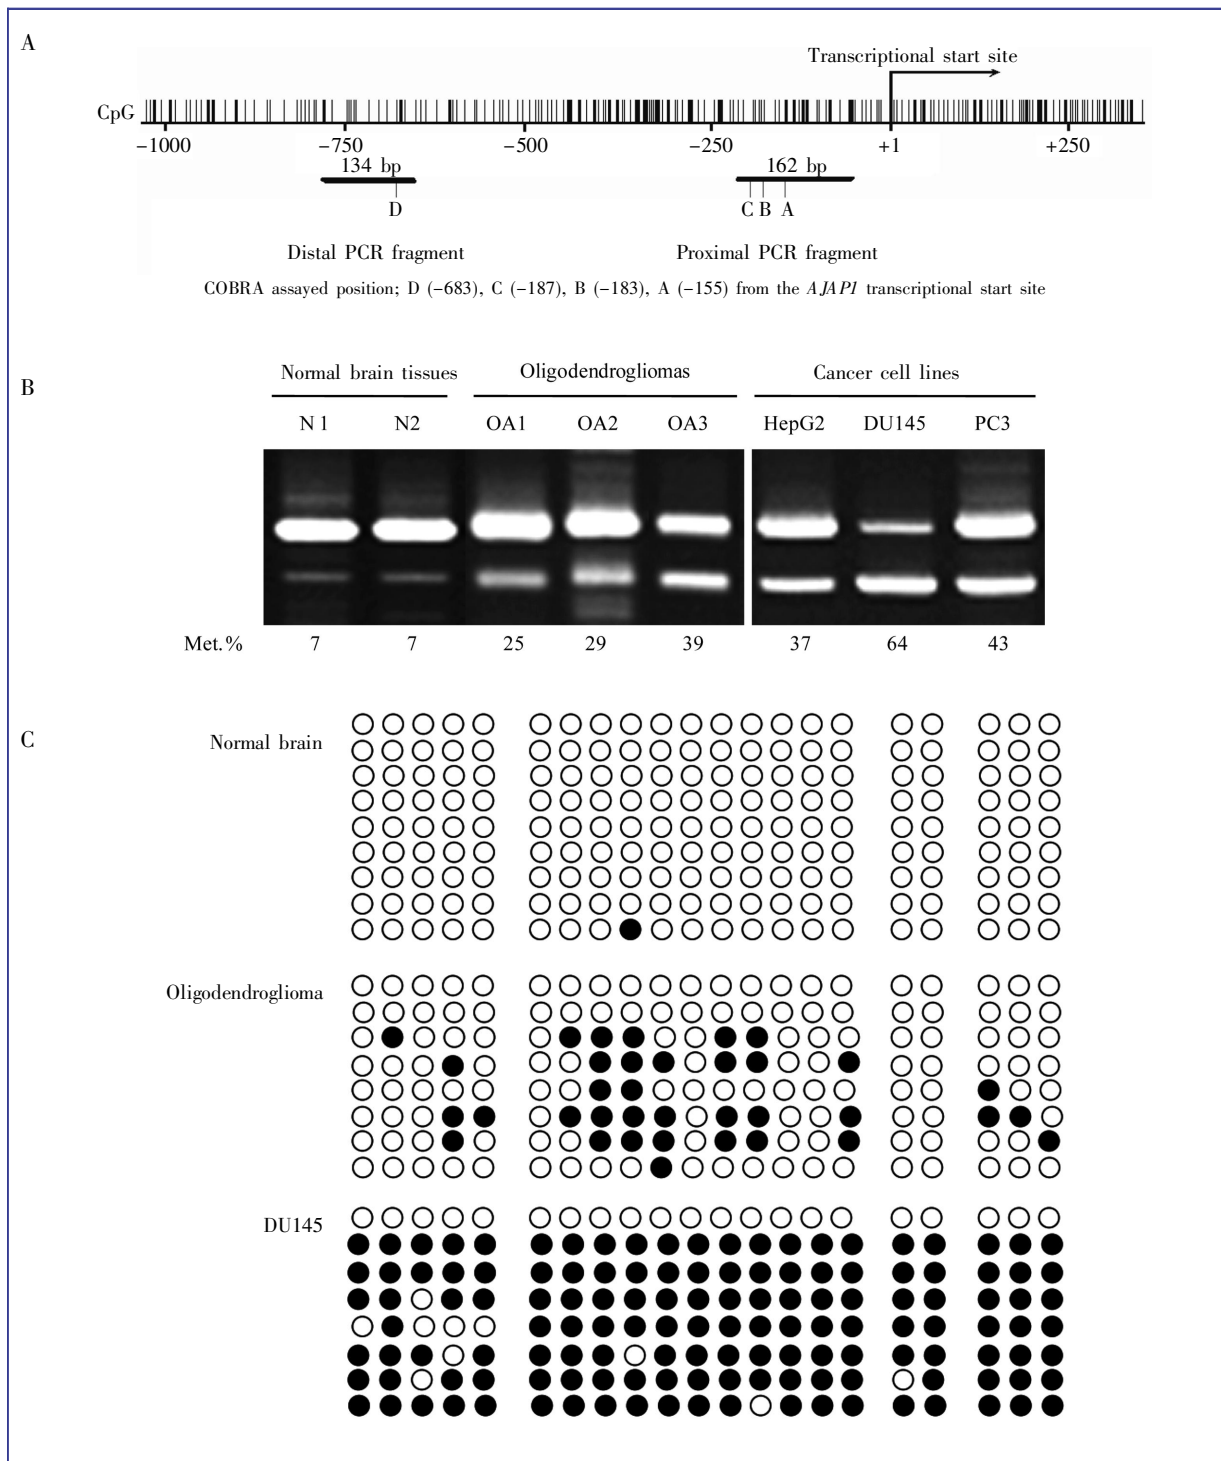 A
Transcriptional start site
CpG
−1000 −750 −500 −250 +1 +250
134 bp 162 bp
D C B A
Distal PCR fragment Proximal PCR fragment
COBRA assayed position; D (−683), C (−187), B (−183), A (−155) from the AJAP1 transcriptional start site
B
Normal brain tissues Oligodendrogliomas Cancer cell lines
N 1 N2 OA1 OA2 OA3 HepG2 DU145 PC3
Met.% 7 7 25 29 39 37 64 43
C
Normal brain
Oligodendroglioma
DU145